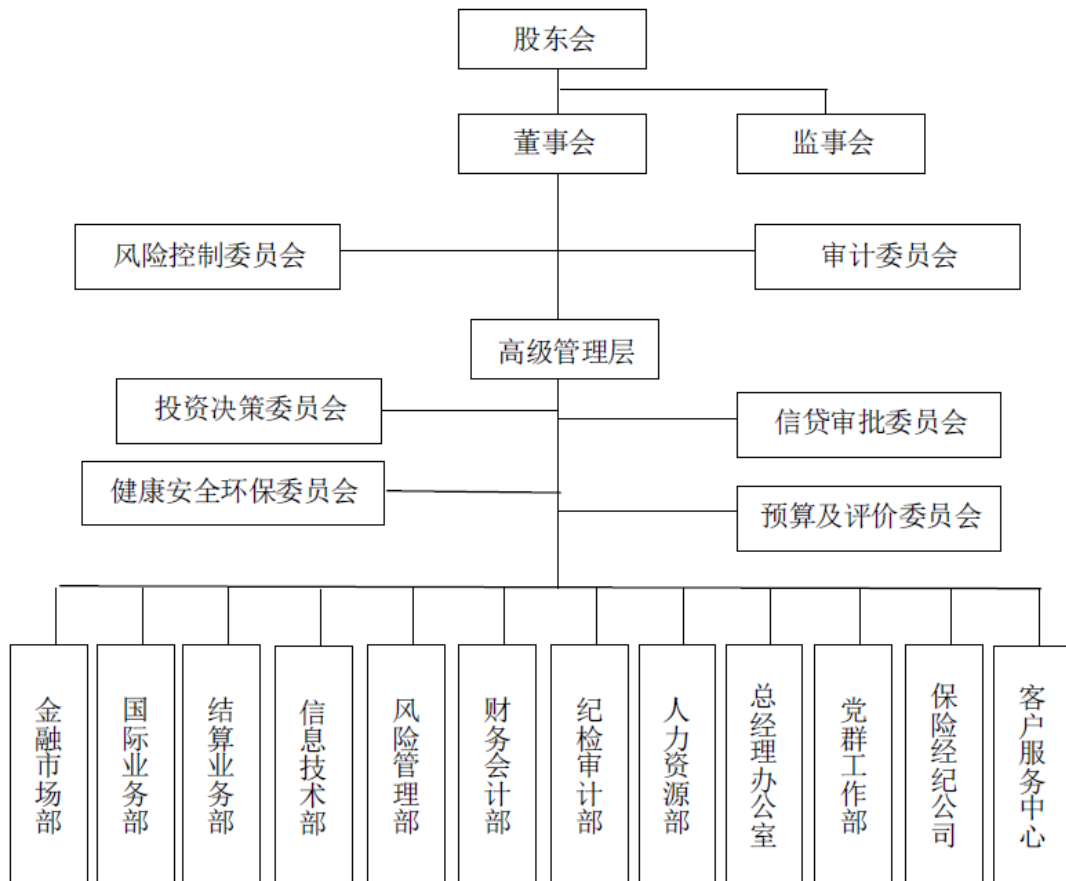 股东会
董事会
监事会
风险控制委员会
审计委员会
高级管理层
投资决策委员会
信贷审批委员会
健康安全环保委员会
预算及评价委员会
金融市场部
国际业务部
结算业务部
信息技术部
风险管理部
财务会计部
纪检审计部
人力资源部
总经理办公室
党群工作部
保险经纪公司
客户服务中心